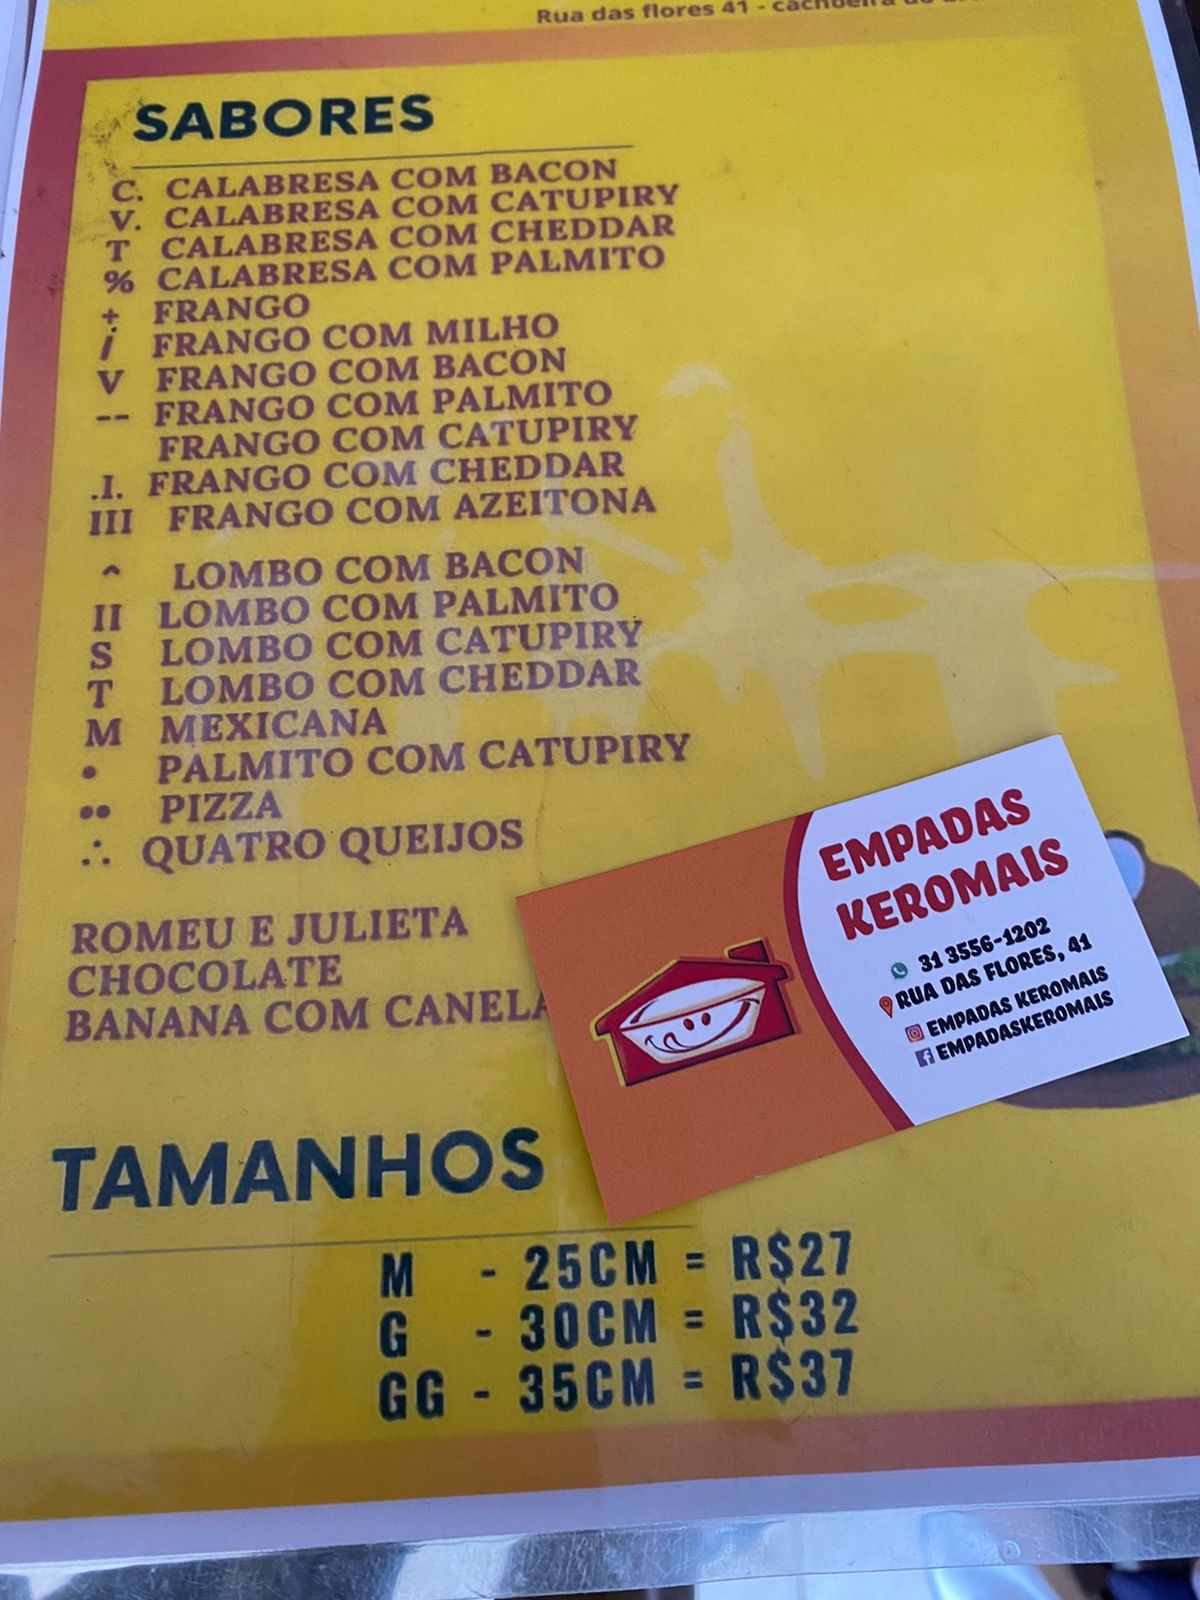 Rua das flores 41 - cachoeira do
SABORES
C. CALABRESA COM BACON
V. CALABRESA COM CATUPIRY
T CALABRESA COM CHEDDAR
% CALABRESA COM PALMITO
+ FRANGO
/ FRANGO COM MILHO
V FRANGO COM BACON
-- FRANGO COM PALMITO
FRANGO COM CATUPIRY
.I. FRANGO COM CHEDDAR
III FRANGO COM AZEITONA
^ LOMBO COM BACON
II LOMBO COM PALMITO
S LOMBO COM CATUPIRY
T LOMBO COM CHEDDAR
M MEXICANA
• PALMITO COM CATUPIRY
•• PIZZA
∴ QUATRO QUEIJOS
ROMEU E JULIETA
CHOCOLATE
BANANA COM CANELA
TAMANHOS
M - 25CM = R$27
G - 30CM = R$32
GG - 35CM = R$37
EMPADAS
KEROMAIS
31 3556-1202
RUA DAS FLORES, 41
EMPADAS KEROMAIS
EMPADASKEROMAIS